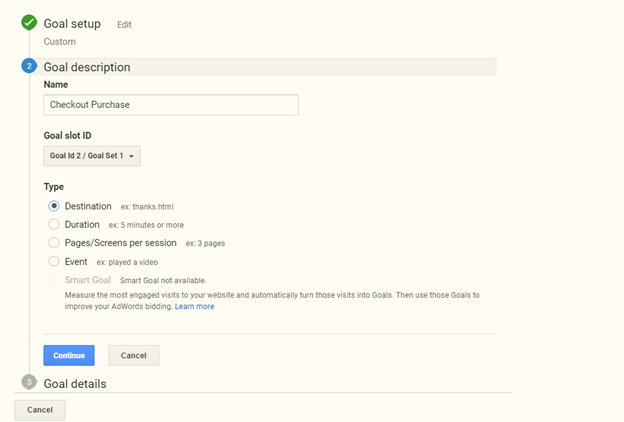 Goal setup Edit
Custom
2 Goal description
Name
Checkout Purchase
Goal slot ID
Goal Id 2 / Goal Set 1
Type
Destination ex: thanks.html
Duration ex: 5 minutes or more
Pages/Screens per session ex: 3 pages
Event ex: played a video
Smart Goal Smart Goal not available.
Measure the most engaged visits to your website and automatically turn those visits into Goals. Then use those Goals to
improve your AdWords bidding. Learn more
Continue Cancel
3 Goal details
Cancel